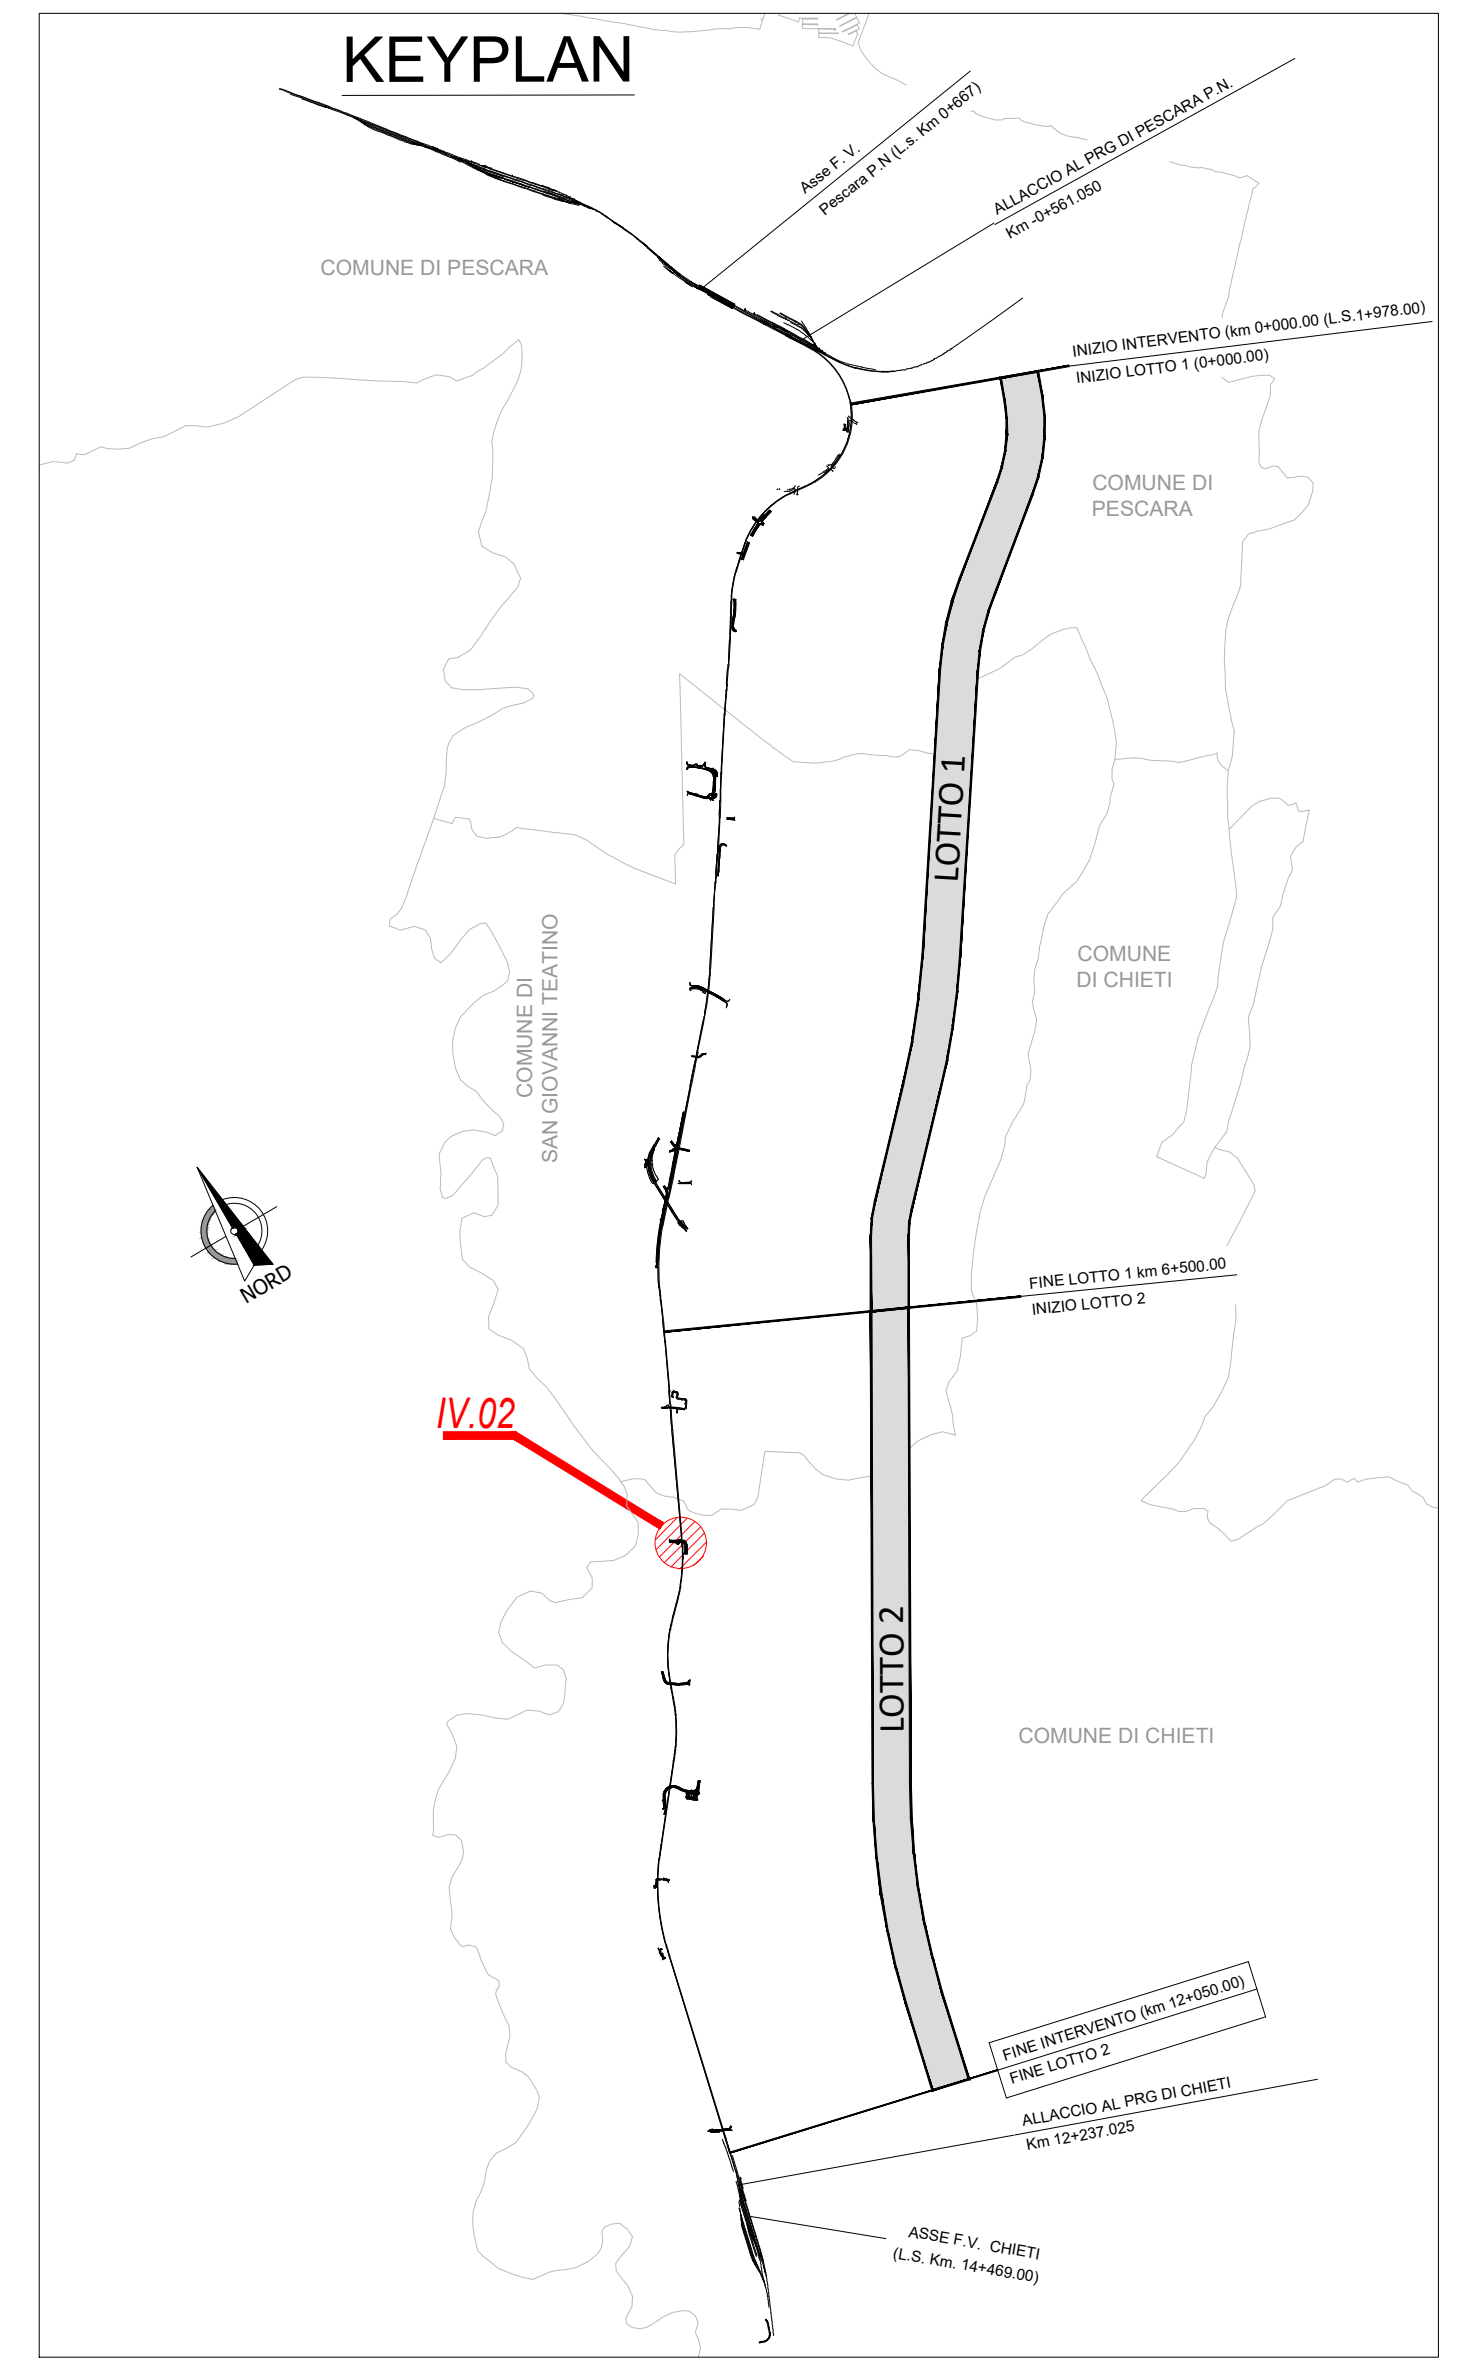 KEYPLAN
Asse F. V.
Pescara P.N (L.s. Km 0+667)
ALLACCIO AL PRG DI PESCARA P.N.
Km -0+561.050
COMUNE DI PESCARA
INIZIO INTERVENTO (km 0+000.00 (L.S.1+978.00)
INIZIO LOTTO 1 (0+000.00)
COMUNE DI
PESCARA
LOTTO 1
COMUNE DI
SAN GIOVANNI TEATINO
COMUNE
DI CHIETI
NORD
FINE LOTTO 1 km 6+500.00
INIZIO LOTTO 2
IV.02
LOTTO 2
COMUNE DI CHIETI
FINE INTERVENTO (km 12+050.00)
FINE LOTTO 2
ALLACCIO AL PRG DI CHIETI
Km 12+237.025
ASSE F.V. CHIETI
(L.S. Km. 14+469.00)